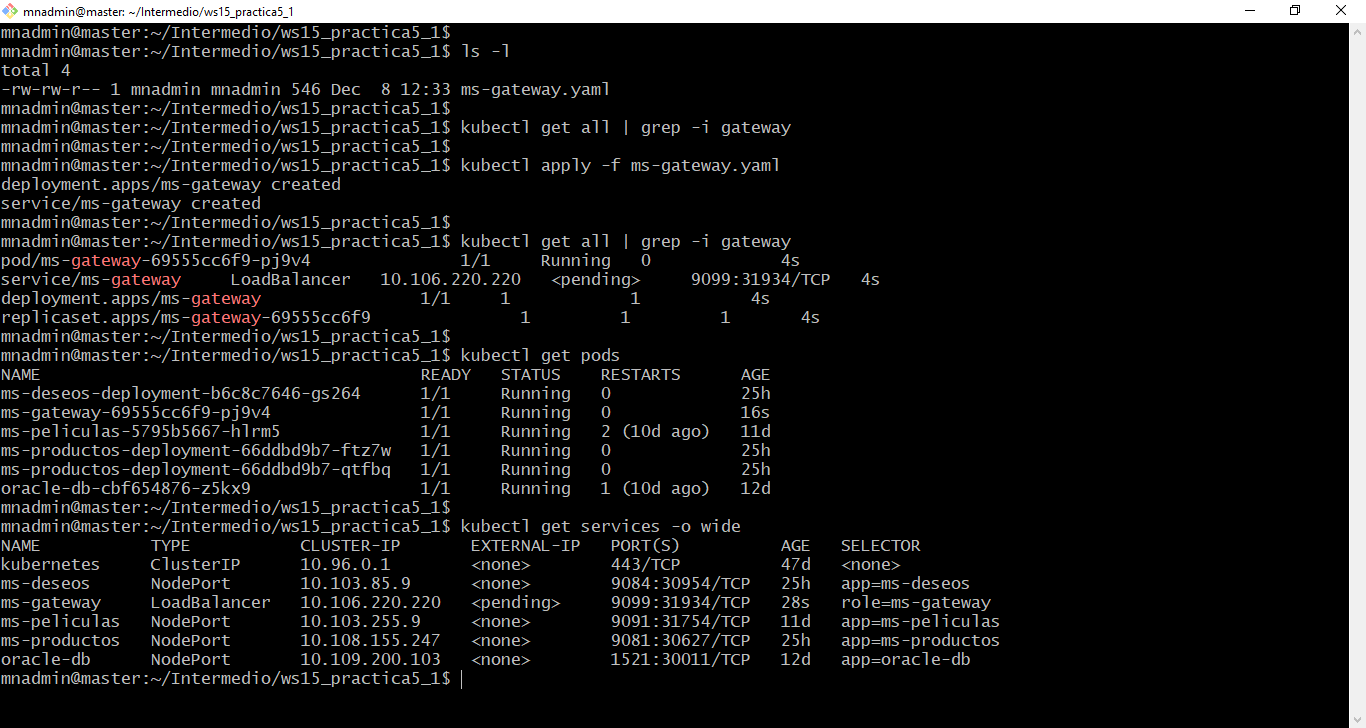 mnadmin@master: ~/Intermedio/ws15_practica5_1
mnadmin@master:~/Intermedio/ws15_practica5_1$
mnadmin@master:~/Intermedio/ws15_practica5_1$ ls -l
total 4
-rw-rw-r-- 1 mnadmin mnadmin 546 Dec  8 12:33 ms-gateway.yaml
mnadmin@master:~/Intermedio/ws15_practica5_1$
mnadmin@master:~/Intermedio/ws15_practica5_1$ kubectl get all | grep -i gateway
mnadmin@master:~/Intermedio/ws15_practica5_1$
mnadmin@master:~/Intermedio/ws15_practica5_1$ kubectl apply -f ms-gateway.yaml
deployment.apps/ms-gateway created
service/ms-gateway created
mnadmin@master:~/Intermedio/ws15_practica5_1$
mnadmin@master:~/Intermedio/ws15_practica5_1$ kubectl get all | grep -i gateway
pod/ms-gateway-69555cc6f9-pj9v4               1/1     Running   0             4s
service/ms-gateway     LoadBalancer   10.106.220.220   <pending>     9099:31934/TCP   4s
deployment.apps/ms-gateway                1/1     1            1           4s
replicaset.apps/ms-gateway-69555cc6f9               1         1         1       4s
mnadmin@master:~/Intermedio/ws15_practica5_1$
mnadmin@master:~/Intermedio/ws15_practica5_1$ kubectl get pods
NAME                                      READY   STATUS    RESTARTS      AGE
ms-deseos-deployment-b6c8c7646-gs264      1/1     Running   0             25h
ms-gateway-69555cc6f9-pj9v4               1/1     Running   0             16s
ms-peliculas-5795b5667-hlrm5              1/1     Running   2 (10d ago)   11d
ms-productos-deployment-66ddbd9b7-ftz7w   1/1     Running   0             25h
ms-productos-deployment-66ddbd9b7-qtfbq   1/1     Running   0             25h
oracle-db-cbf654876-z5kx9                 1/1     Running   1 (10d ago)   12d
mnadmin@master:~/Intermedio/ws15_practica5_1$
mnadmin@master:~/Intermedio/ws15_practica5_1$ kubectl get services -o wide
NAME           TYPE           CLUSTER-IP       EXTERNAL-IP   PORT(S)          AGE   SELECTOR
kubernetes     ClusterIP      10.96.0.1        <none>        443/TCP          47d   <none>
ms-deseos      NodePort       10.103.85.9      <none>        9084:30954/TCP   25h   app=ms-deseos
ms-gateway     LoadBalancer   10.106.220.220   <pending>     9099:31934/TCP   28s   role=ms-gateway
ms-peliculas   NodePort       10.103.255.9     <none>        9091:31754/TCP   11d   app=ms-peliculas
ms-productos   NodePort       10.108.155.247   <none>        9081:30627/TCP   25h   app=ms-productos
oracle-db      NodePort       10.109.200.103   <none>        1521:30011/TCP   12d   app=oracle-db
mnadmin@master:~/Intermedio/ws15_practica5_1$